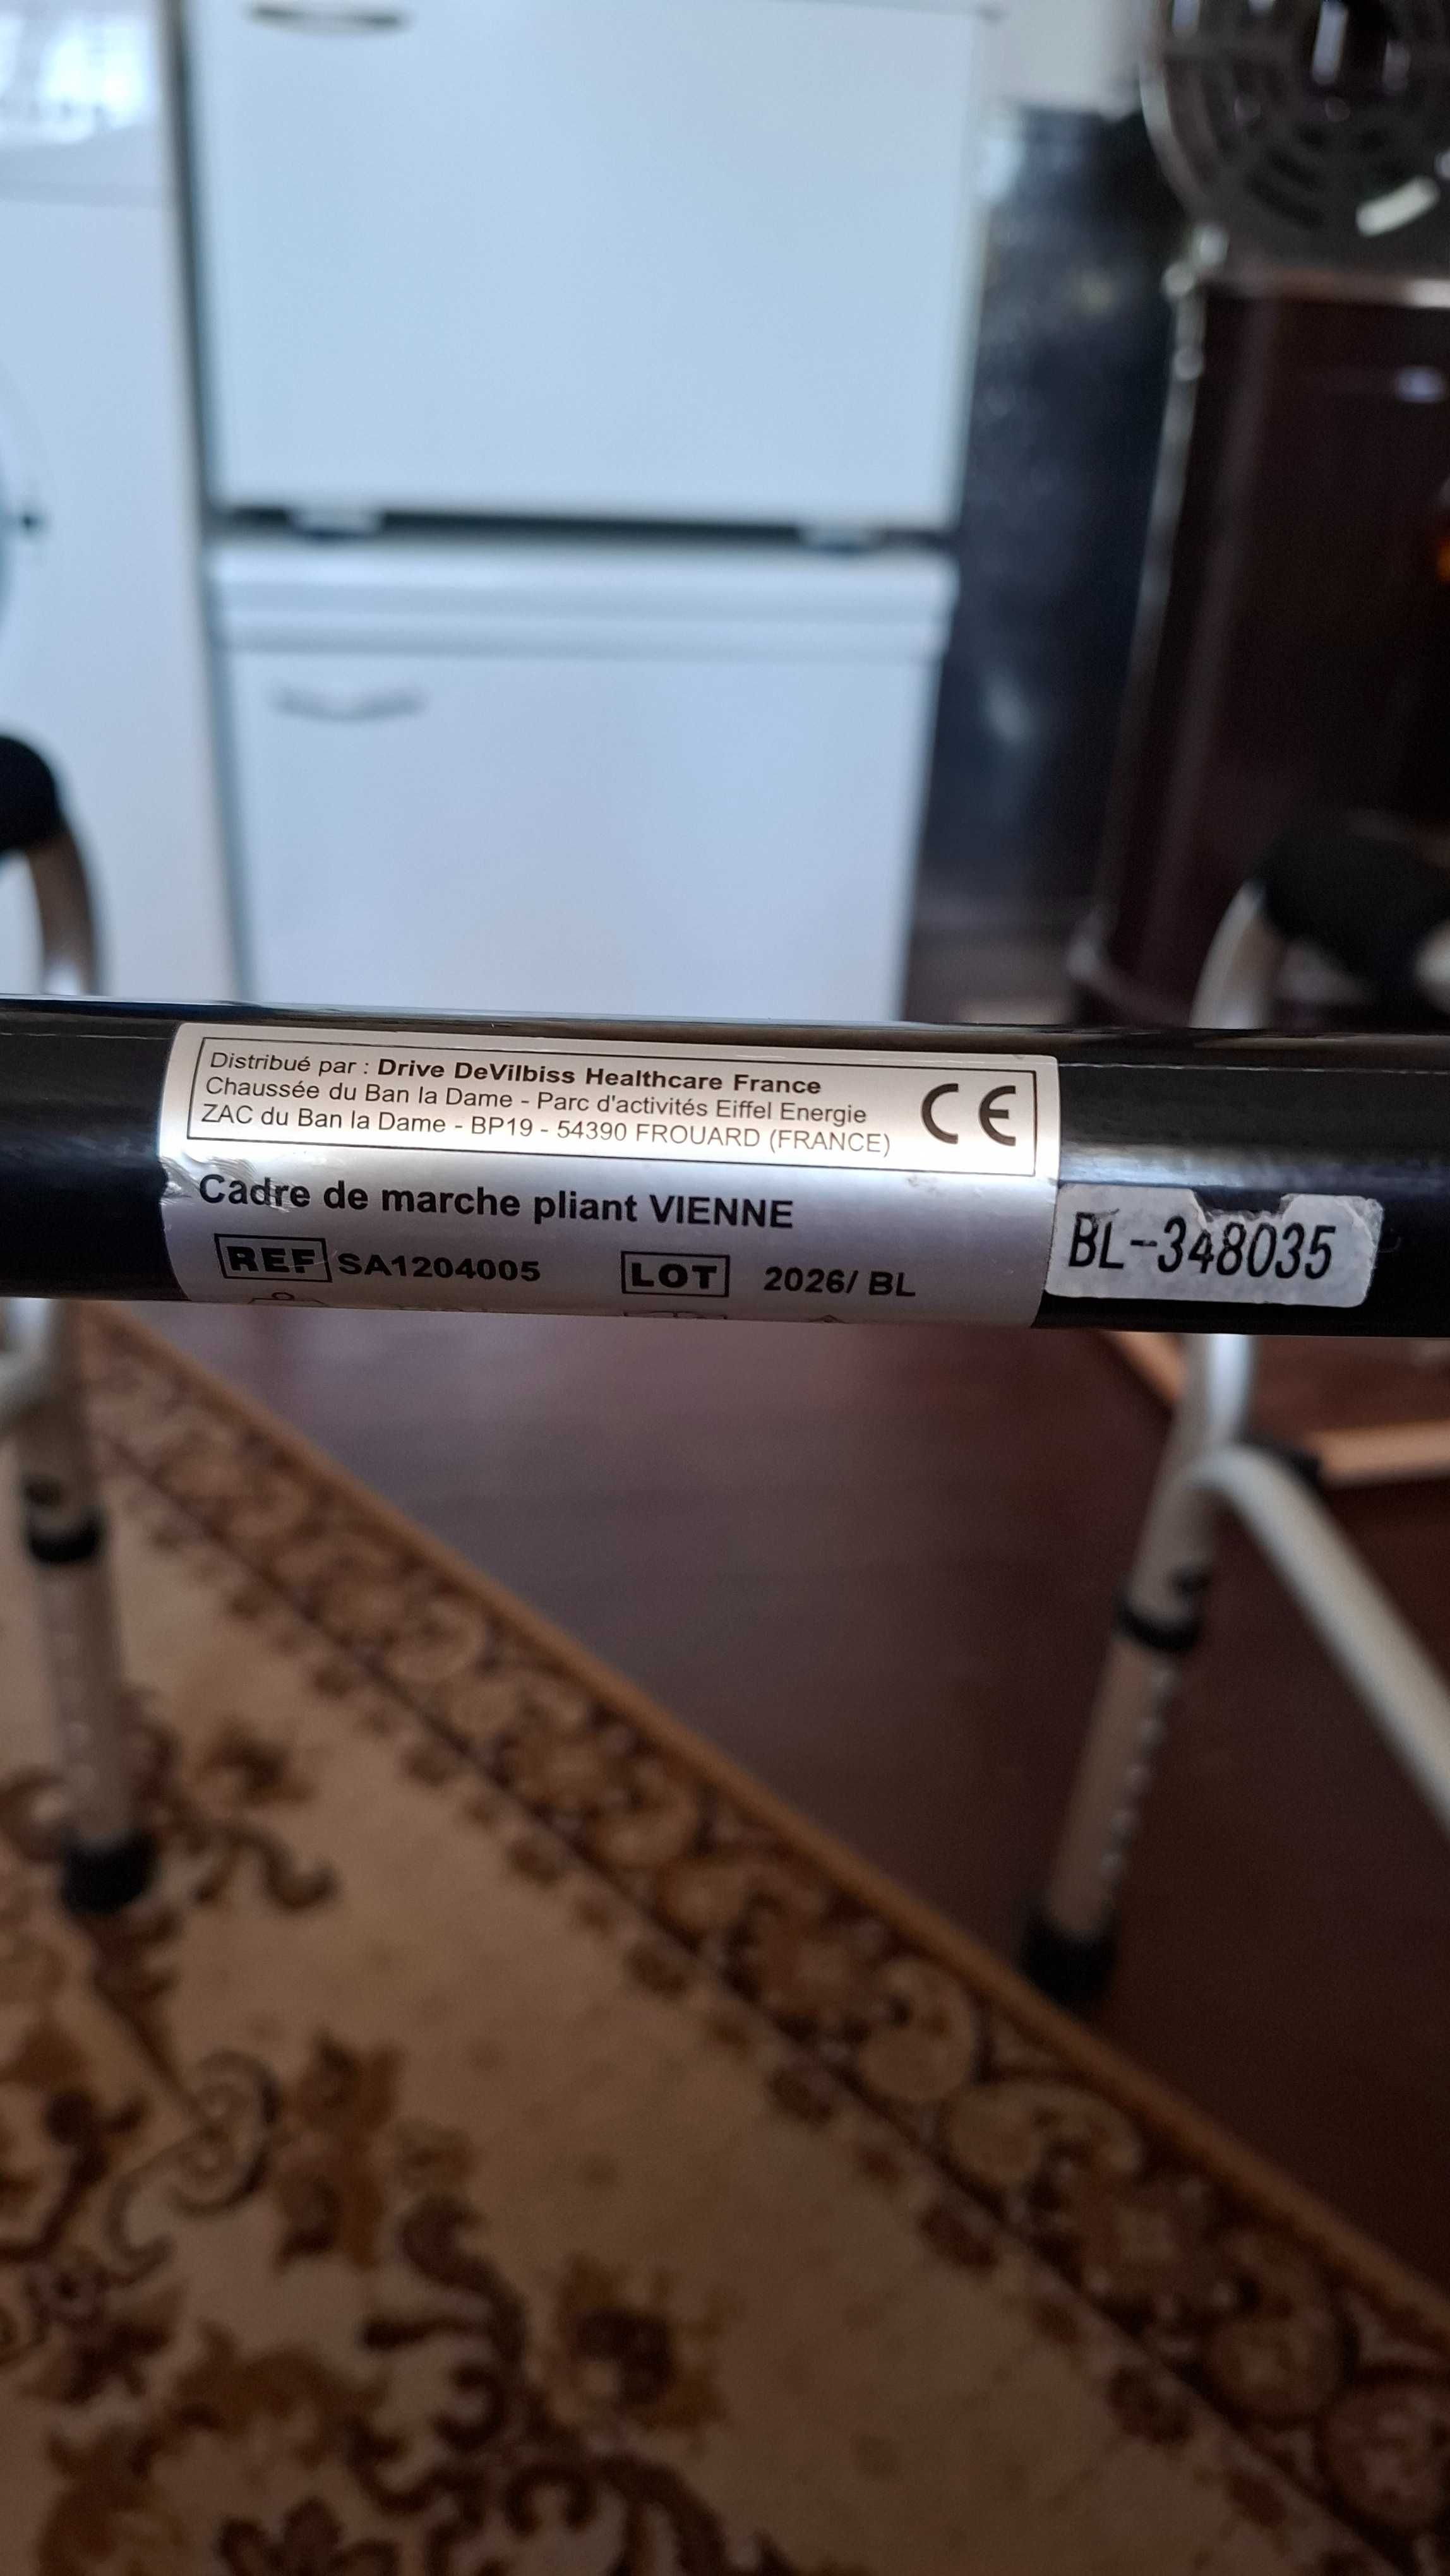 Distribué par : Drive DeVilbiss Healthcare France
Chaussée du Ban la Dame - Parc d'activités Eiffel Energie
ZAC du Ban la Dame - BP19 - 54390 FROUARD (FRANCE)
CE
Cadre de marche pliant VIENNE
REF SA1204005 LOT 2026/ BL
BL-348035